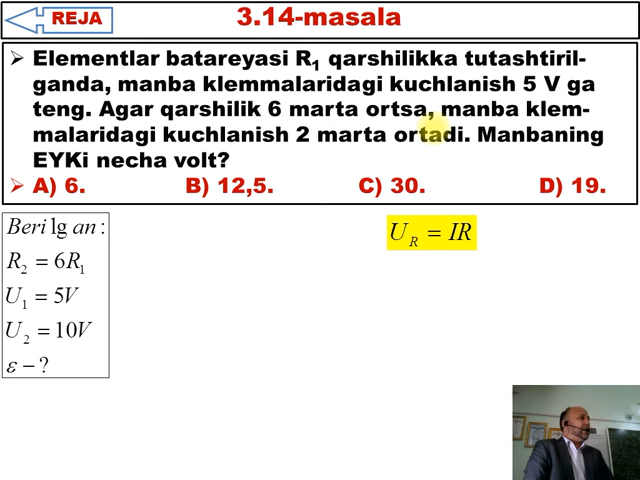 REJA
3.14-masala
Elementlar batareyasi R₁ qarshilikka tutashtiril-
ganda, manba klemmalaridagi kuchlanish 5 V ga
teng. Agar qarshilik 6 marta ortsa, manba klem-
malaridagi kuchlanish 2 marta ortadi. Manbaning
EYKi necha volt?
A) 6. B) 12,5. C) 30. D) 19.
Berilgan:
R₂ = 6R₁
U₁ = 5V
U₂ = 10V
ε − ?
U_R = IR